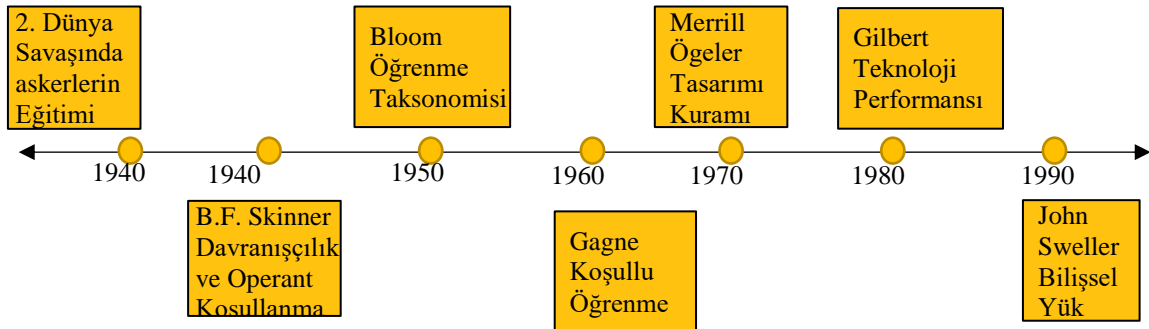 2. Dünya
Savaşında
askerlerin
Eğitimi
Bloom
Öğrenme
Taksonomisi
Merrill
Ögeler
Tasarımı
Kuramı
Gilbert
Teknoloji
Performansı
1940
1940
1950
1960
1970
1980
1990
B.F. Skinner
Davranışçılık
ve Operant
Koşullanma
Gagne
Koşullu
Öğrenme
John
Sweller
Bilişsel
Yük